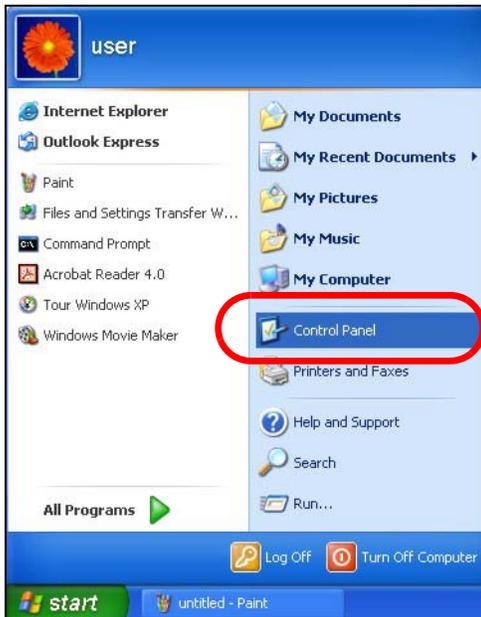 user
Internet Explorer
Outlook Express
Paint
Files and Settings Transfer W...
Command Prompt
Acrobat Reader 4.0
Tour Windows XP
Windows Movie Maker
All Programs
My Documents
My Recent Documents
My Pictures
My Music
My Computer
Control Panel
Printers and Faxes
Help and Support
Search
Run...
Log Off
Turn Off Computer
start
untitled - Paint